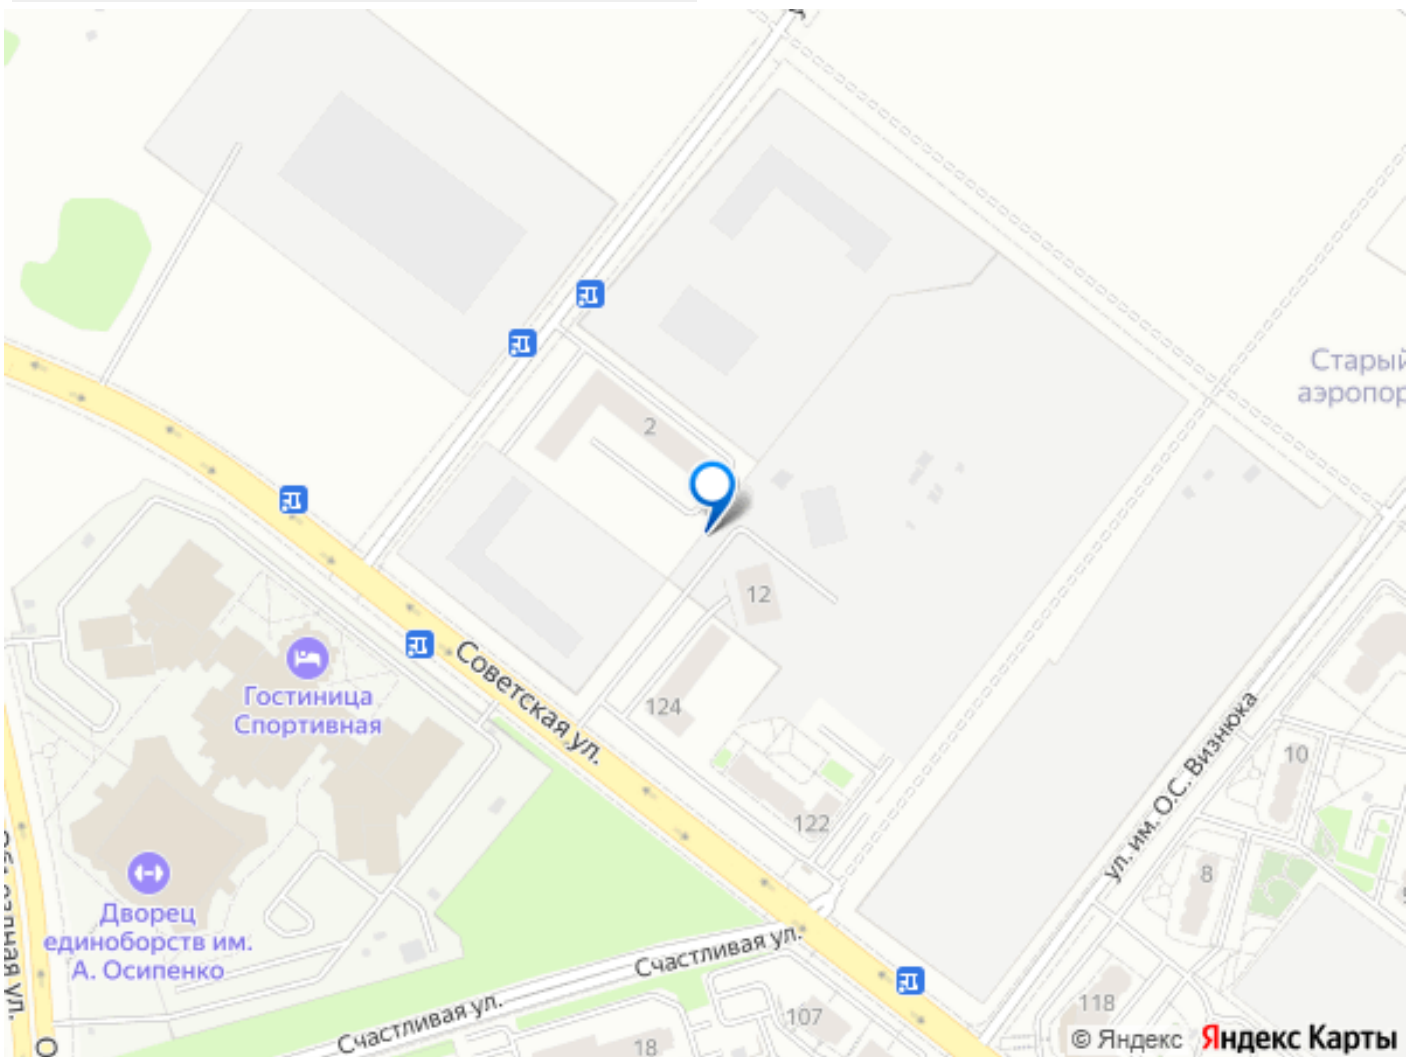 Старый
аэропор
2
12
Гостиница
Спортивная
Советская ул.
124
ул. им. О.С. Визнюка
10
122
8
Дворец
единоборств им.
А. Осипенко
Счастливая ул.
Счастливая ул.
118
107
18
© Яндекс Яндекс Карты